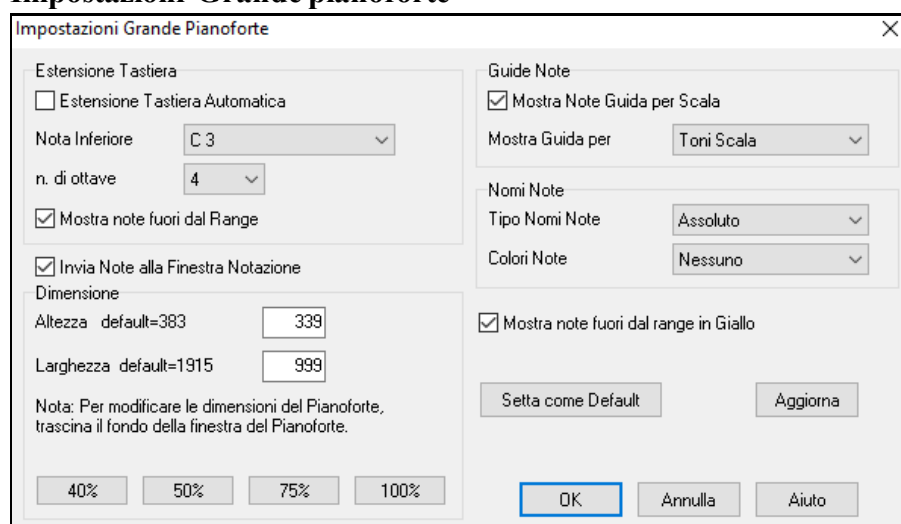 Impostazioni Grande pianoforte
Impostazioni Grande Pianoforte
Estensione Tastiera
Estensione Tastiera Automatica
Nota Inferiore C 3
n. di ottave 4
Mostra note fuori dal Range
Invia Note alla Finestra Notazione
Dimensione
Altezza default=383 339
Larghezza default=1915 999
Nota: Per modificare le dimensioni del Pianoforte,
trascina il fondo della finestra del Pianoforte.
40% 50% 75% 100%
Guide Note
Mostra Note Guida per Scala
Mostra Guida per Toni Scala
Nomi Note
Tipo Nomi Note Assoluto
Colori Note Nessuno
Mostra note fuori dal range in Giallo
Setta come Default Aggiorna
OK Annulla Aiuto